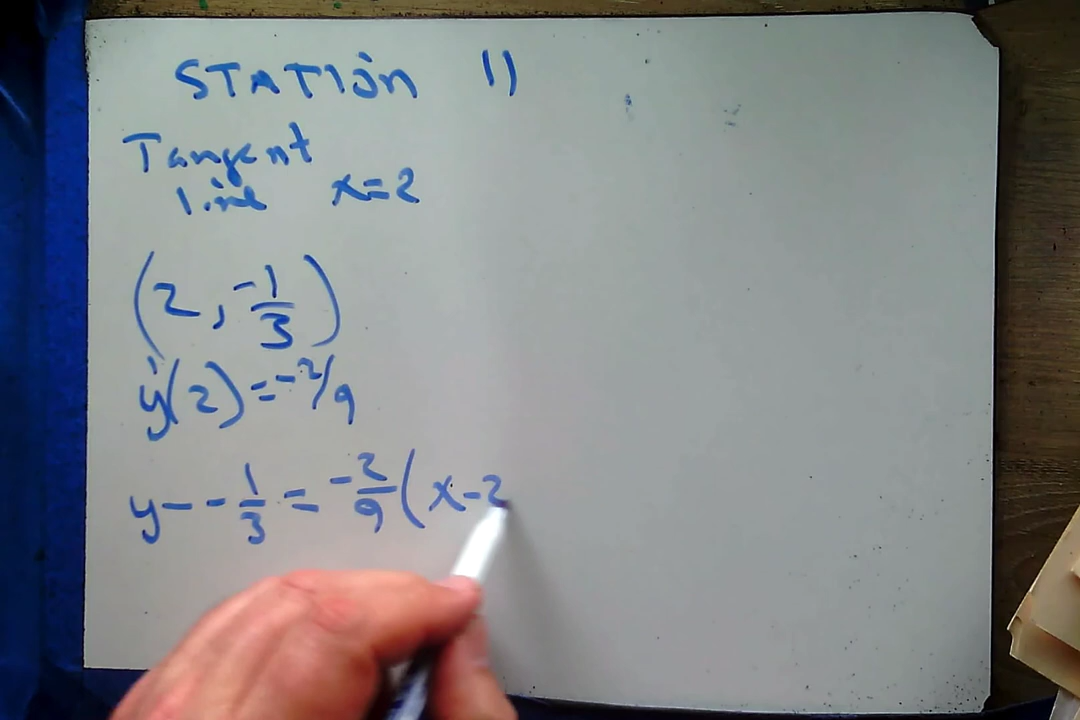 STATION 11
Tangent
line x=2
(2, -1/3)
y'(2) = -2/9
y - -1/3 = -2/9 (x-2